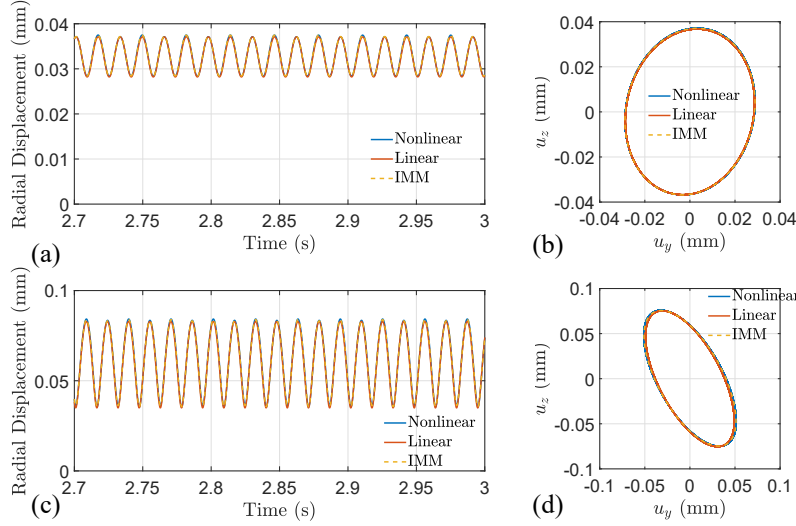 Radial Displacement (mm)
0.04
0.03
0.02
0.01
0
2.7 2.75 2.8 2.85 2.9 2.95 3
Time (s)
Nonlinear
Linear
IMM
(a)
u_z (mm)
0.04
0.02
0
-0.02
-0.04
-0.04 -0.02 0 0.02 0.04
u_y (mm)
Nonlinear
Linear
IMM
(b)
Radial Displacement (mm)
0.1
0.05
0
2.7 2.75 2.8 2.85 2.9 2.95 3
Time (s)
Nonlinear
Linear
IMM
(c)
u_z (mm)
0.1
0.05
0
-0.05
-0.1
-0.1 -0.05 0 0.05 0.1
u_y (mm)
Nonlinear
Linear
IMM
(d)